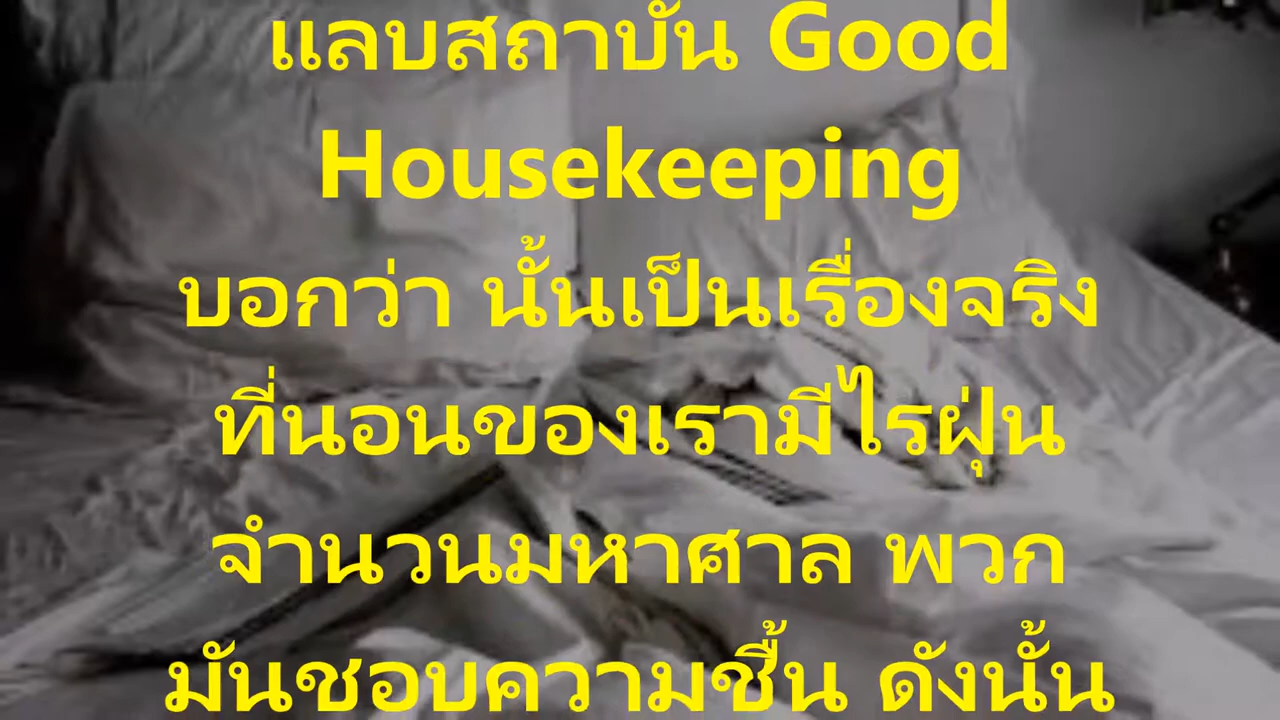 แลบสถาบัน Good
Housekeeping
บอกว่า นั้นเป็นเรื่องจริง
ที่นอนของเรามีไรฝุ่น
จำนวนมหาศาล พวก
มันชอบความชื้น ดังนั้น